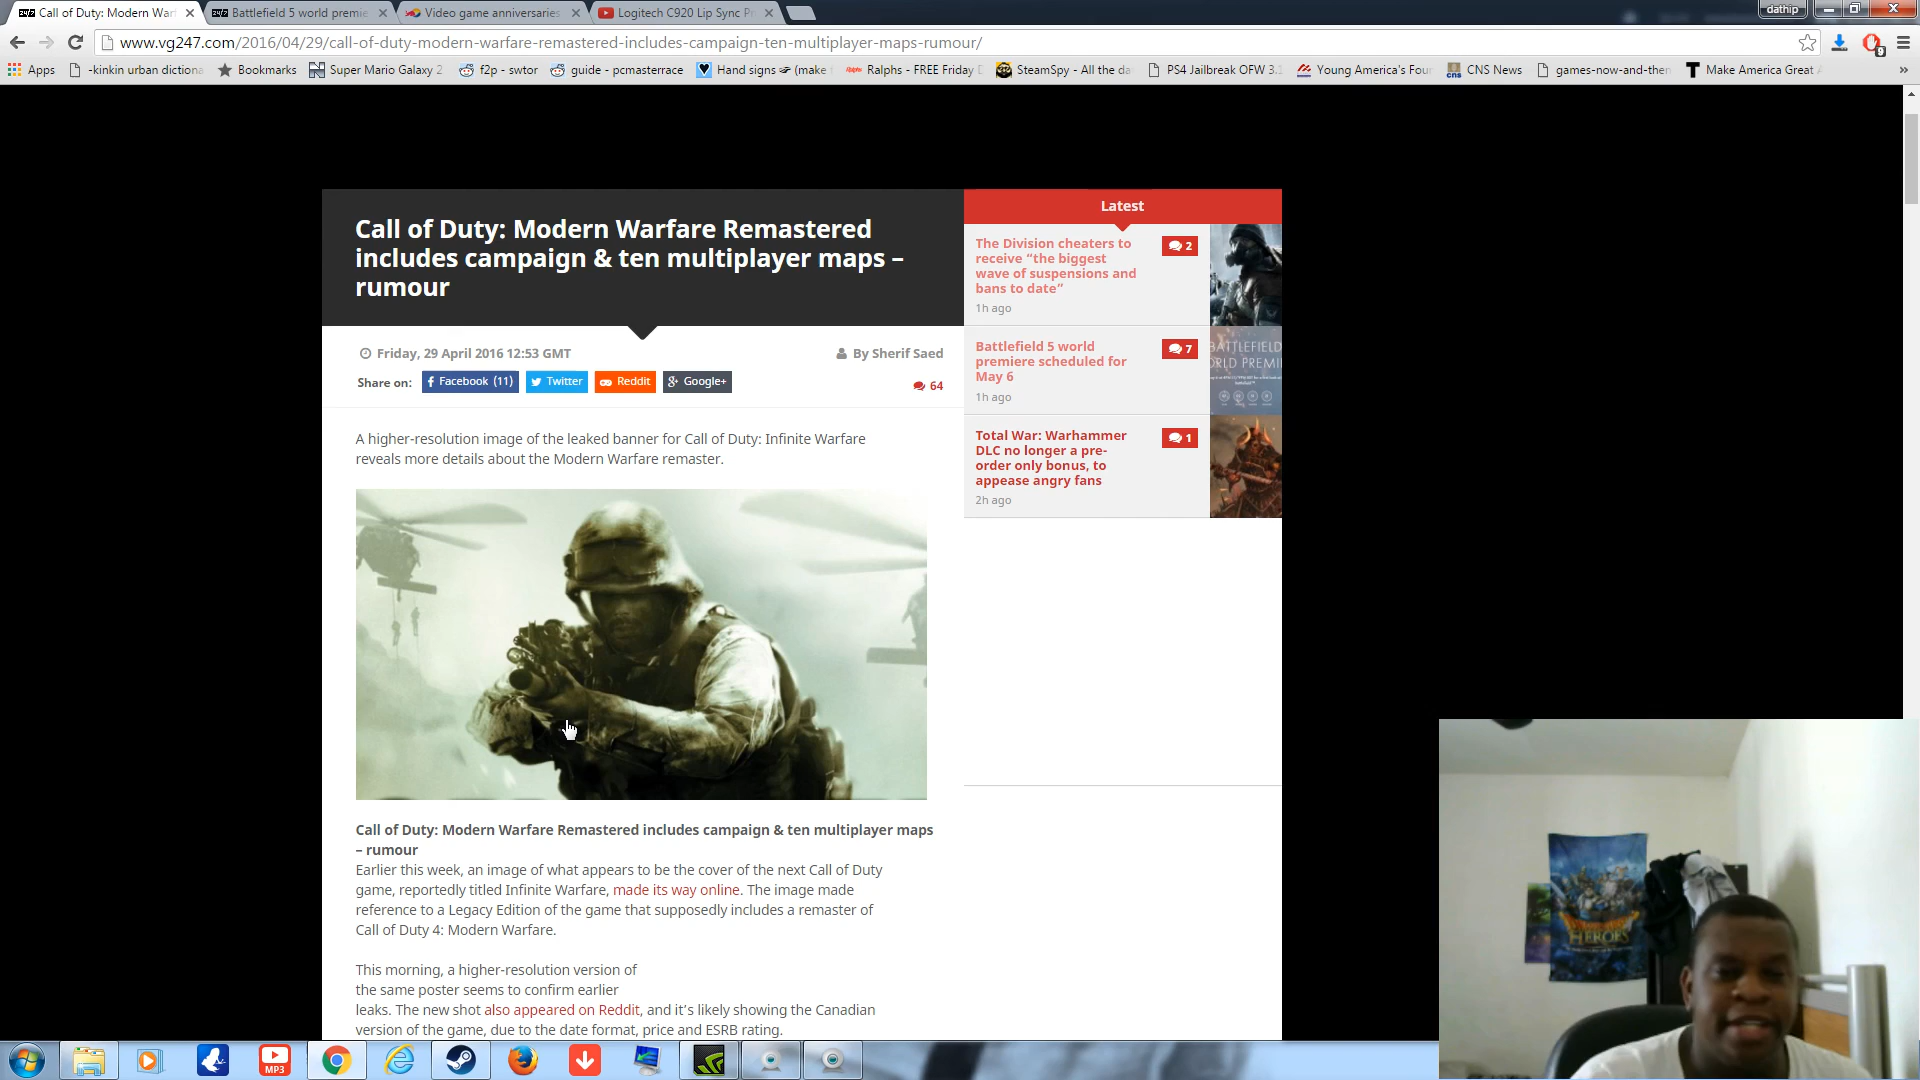 Call of Duty: Modern War
Battlefield 5 world premie
Video game anniversaries
Logitech C920 Lip Sync P
dathip
www.vg247.com/2016/04/29/call-of-duty-modern-warfare-remastered-includes-campaign-ten-multiplayer-maps-rumour/
Apps
-kinkin urban dictiona
Bookmarks
Super Mario Galaxy 2
f2p - swtor
guide - pcmasterrace
Hand signs ☞ (make
Ralphs - FREE Friday D
SteamSpy - All the da
PS4 Jailbreak OFW 3.
Young America's Four
CNS News
games-now-and-then
Make America Great
»
Call of Duty: Modern Warfare Remastered
includes campaign & ten multiplayer maps –
rumour
Friday, 29 April 2016 12:53 GMT
By Sherif Saed
Share on:
Facebook (11)
Twitter
Reddit
Google+
64
A higher-resolution image of the leaked banner for Call of Duty: Infinite Warfare
reveals more details about the Modern Warfare remaster.
Call of Duty: Modern Warfare Remastered includes campaign & ten multiplayer maps
– rumour
Earlier this week, an image of what appears to be the cover of the next Call of Duty
game, reportedly titled Infinite Warfare, made its way online. The image made
reference to a Legacy Edition of the game that supposedly includes a remaster of
Call of Duty 4: Modern Warfare.
This morning, a higher-resolution version of
the same poster seems to confirm earlier
leaks. The new shot also appeared on Reddit, and it's likely showing the Canadian
version of the game, due to the date format, price and ESRB rating.
Latest
The Division cheaters to
receive “the biggest
wave of suspensions and
bans to date”
2
1h ago
Battlefield 5 world
premiere scheduled for
May 6
7
1h ago
BATTLEFIELD
Total War: Warhammer
DLC no longer a pre-
order only bonus, to
appease angry fans
1
2h ago
HEROES
MP3